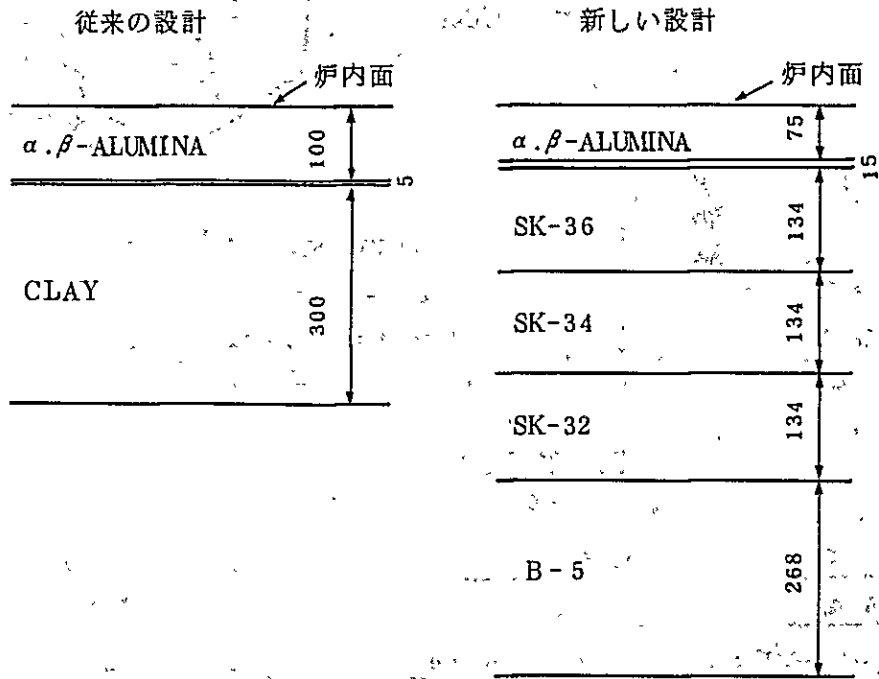 従来の設計
炉内面
α.β-ALUMINA
100
5
CLAY
300
新しい設計
炉内面
α.β-ALUMINA
75
15
SK-36
134
SK-34
134
SK-32
134
B-5
268